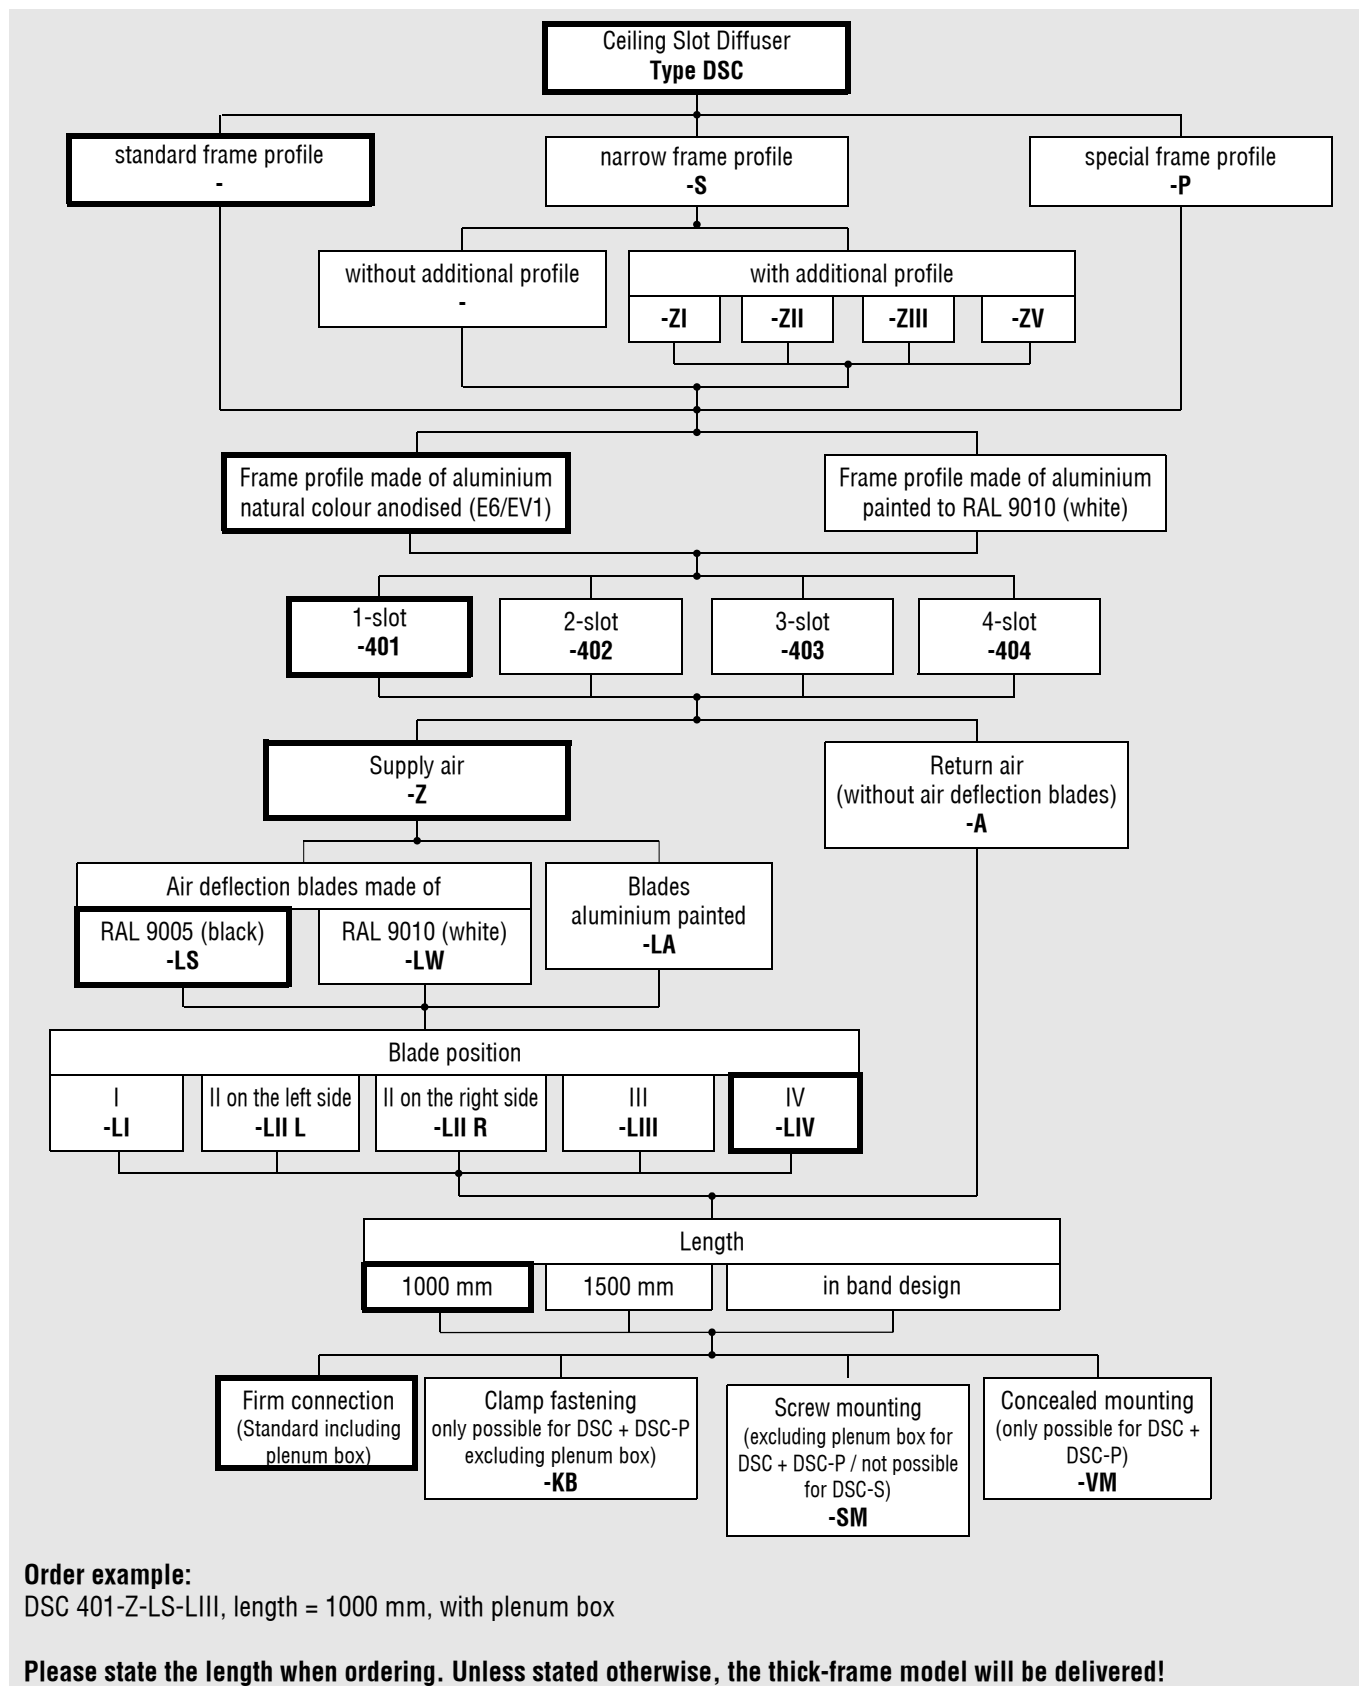 Ceiling Slot Diffuser
Type DSC
standard frame profile
-
narrow frame profile
-S
special frame profile
-P
without additional profile
-
with additional profile
-ZI
-ZII
-ZIII
-ZV
Frame profile made of aluminium
natural colour anodised (E6/EV1)
Frame profile made of aluminium
painted to RAL 9010 (white)
1-slot
-401
2-slot
-402
3-slot
-403
4-slot
-404
Supply air
-Z
Return air
(without air deflection blades)
-A
Air deflection blades made of
RAL 9005 (black)
-LS
RAL 9010 (white)
-LW
Blades
aluminium painted
-LA
Blade position
I
-LI
II on the left side
-LII L
II on the right side
-LII R
III
-LIII
IV
-LIV
Length
1000 mm
1500 mm
in band design
Firm connection
(Standard including
plenum box)
Clamp fastening
only possible for DSC + DSC-P
excluding plenum box)
-KB
Screw mounting
(excluding plenum box for
DSC + DSC-P / not possible
for DSC-S)
-SM
Concealed mounting
(only possible for DSC +
DSC-P)
-VM
Order example:
DSC 401-Z-LS-LIII, length = 1000 mm, with plenum box
Please state the length when ordering. Unless stated otherwise, the thick-frame model will be delivered!